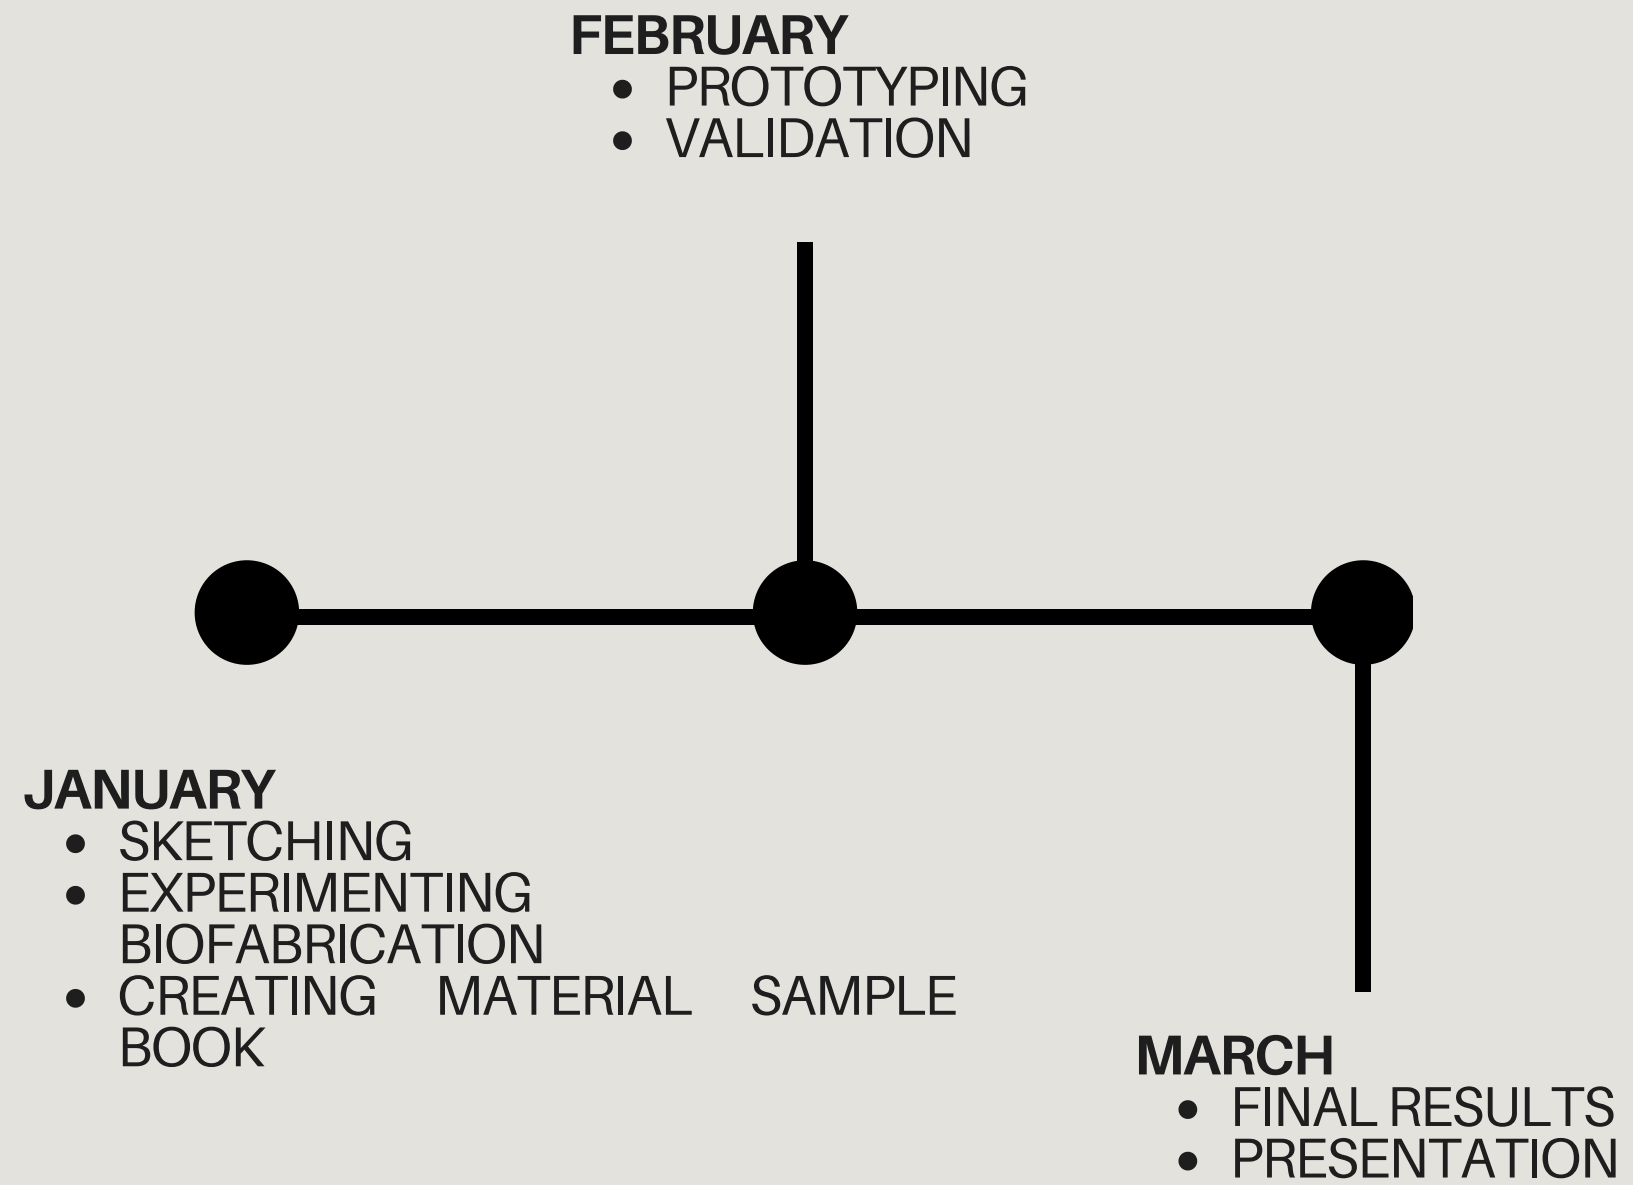 FEBRUARY
• PROTOTYPING
• VALIDATION
JANUARY
• SKETCHING
• EXPERIMENTING
BIOFABRICATION
• CREATING MATERIAL SAMPLE
BOOK
MARCH
• FINAL RESULTS
• PRESENTATION